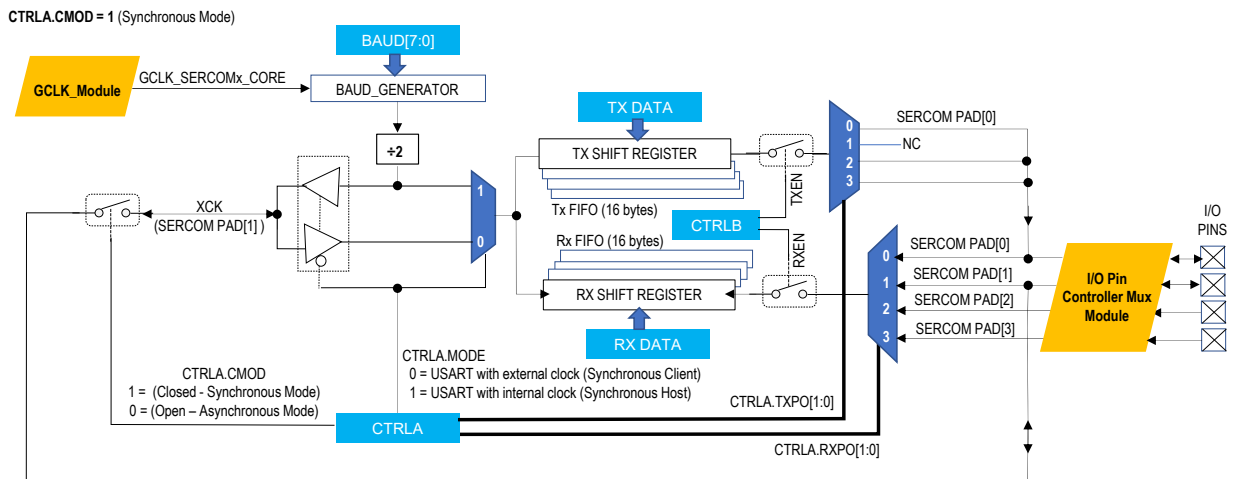 CTRLA.CMOD = 1 (Synchronous Mode)
BAUD[7:0]
GCLK_Module
GCLK_SERCOMx_CORE
BAUD_GENERATOR
÷2
TX DATA
TX SHIFT REGISTER
Tx FIFO (16 bytes)
TXEN
0
1
2
3
SERCOM PAD[0]
NC
XCK
(SERCOM PAD[1] )
1
0
CTRLB
Rx FIFO (16 bytes)
RXEN
RX SHIFT REGISTER
RX DATA
0
1
2
3
SERCOM PAD[0]
SERCOM PAD[1]
SERCOM PAD[2]
SERCOM PAD[3]
I/O Pin
Controller Mux
Module
I/O
PINS
CTRLA.CMOD
1 = (Closed - Synchronous Mode)
0 = (Open – Asynchronous Mode)
CTRLA.MODE
0 = USART with external clock (Synchronous Client)
1 = USART with internal clock (Synchronous Host)
CTRLA
CTRLA.TXPO[1:0]
CTRLA.RXPO[1:0]